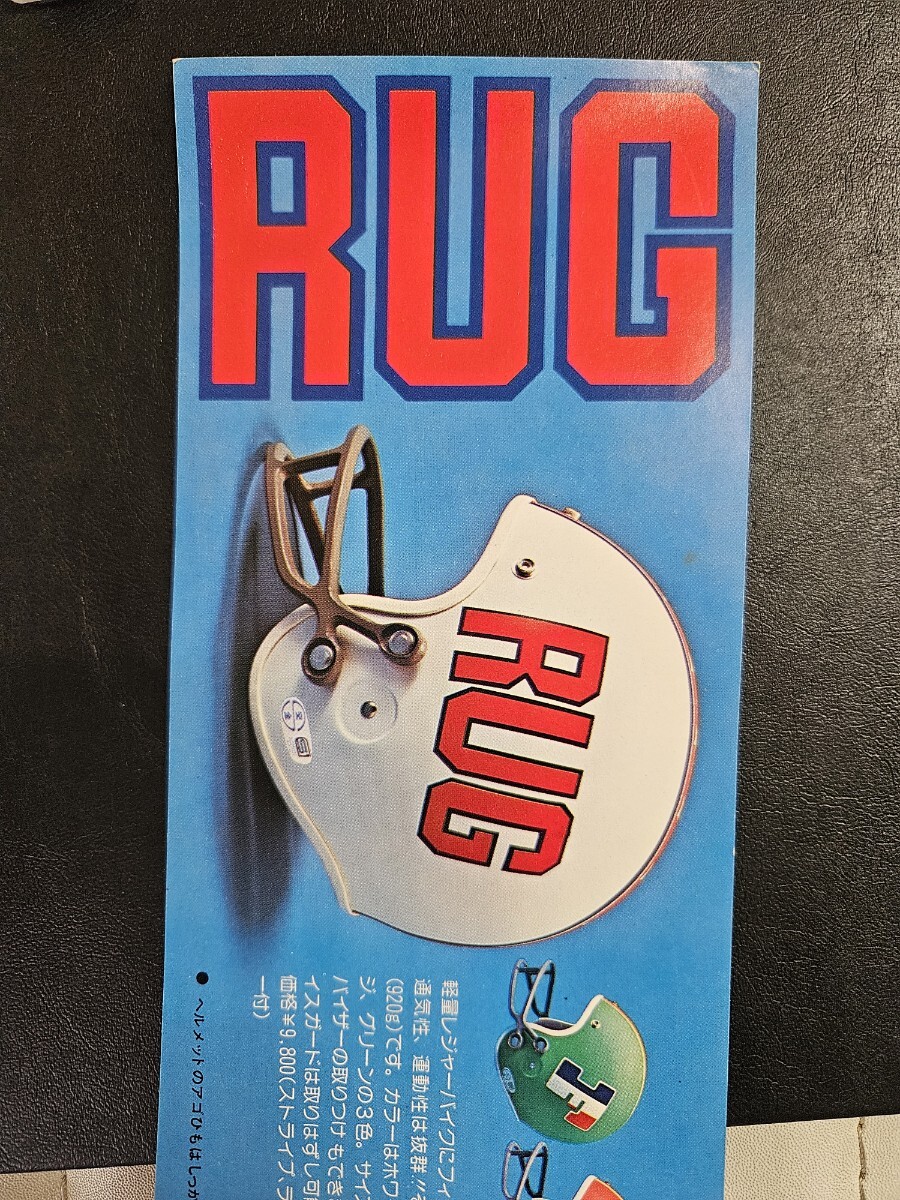 RUG
RUG
軽量レジャーバイクにフィ
通気性、運動性は抜群!!
(920g)です。カラーはホワ
ジ、グリーンの3色。サイ
バイザーの取りつけもでき
イスガードは取りはずし可
価格¥9,800(ストライプ・ラ
ー付)
●ヘルメットのアゴひもはしっか